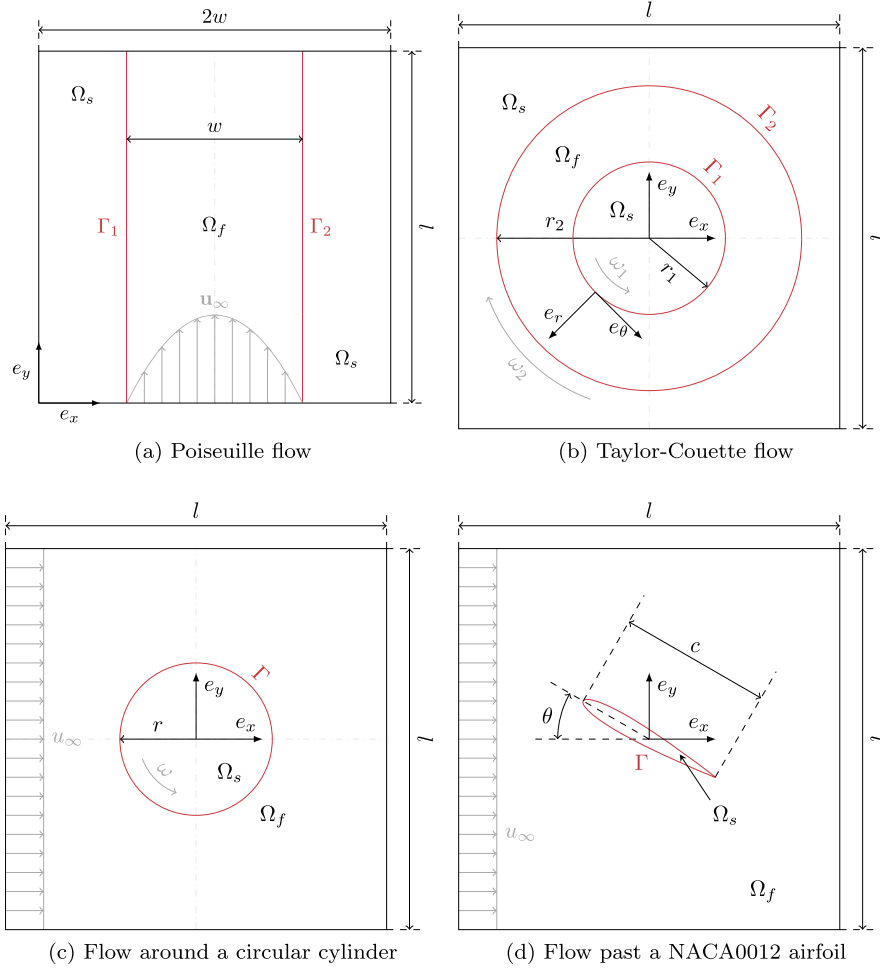 2w
Ω_s
w
l
Γ_1
Ω_f
Γ_2
u_∞
Ω_s
e_y
e_x
(a) Poiseuille flow
l
Ω_s
Γ_2
Ω_f
Γ_1
e_y
Ω_s
r_2
e_x
l
ω_1
r_1
e_r
e_θ
ω_2
(b) Taylor-Couette flow
l
Γ
e_y
r
e_x
u_∞
l
ω
Ω_s
Ω_f
(c) Flow around a circular cylinder
l
c
e_y
θ
e_x
l
Γ
Ω_s
u_∞
Ω_f
(d) Flow past a NACA0012 airfoil